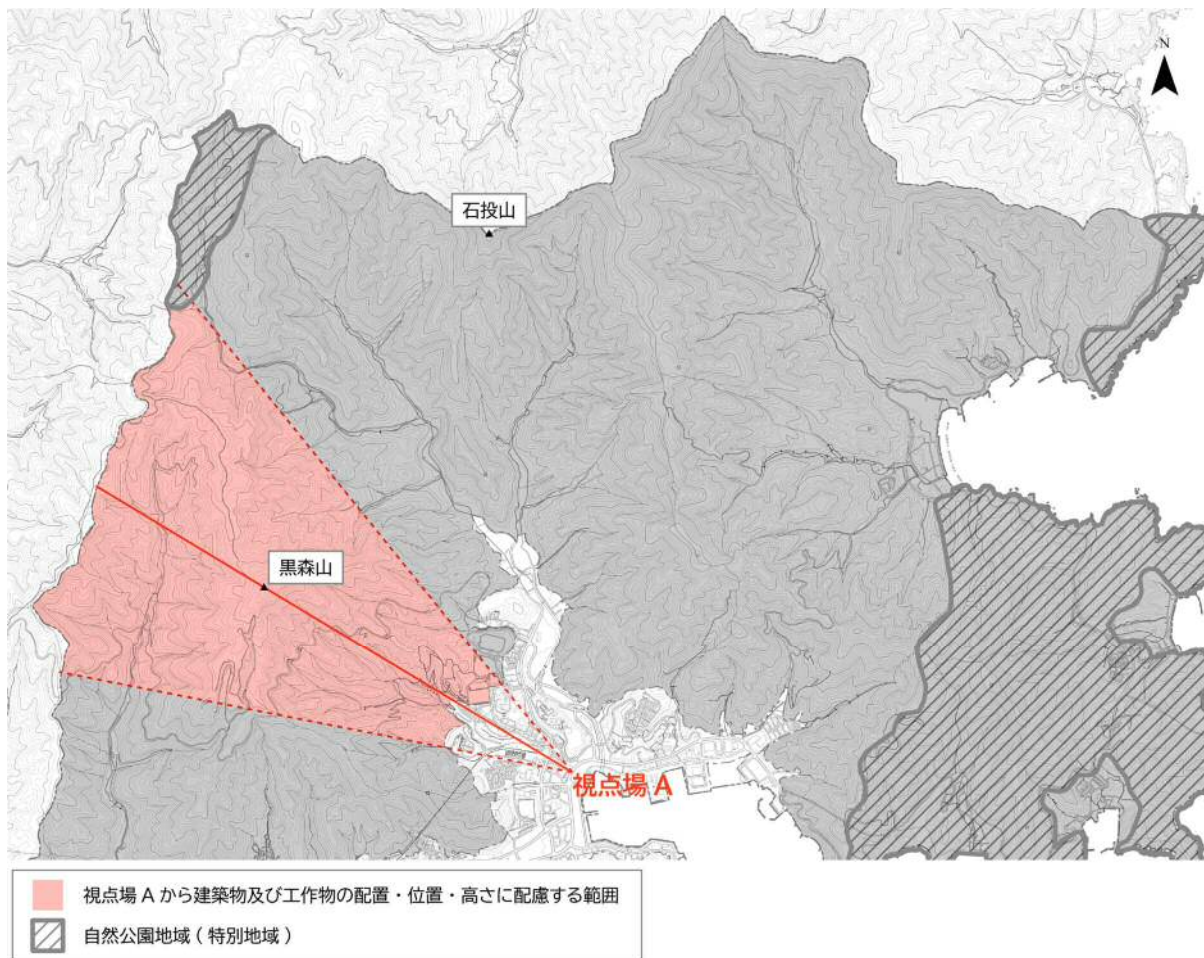 N
石投山
黒森山
視点場 A
視点場 A から建築物及び工作物の配置・位置・高さに配慮する範囲
自然公園地域 ( 特別地域 )